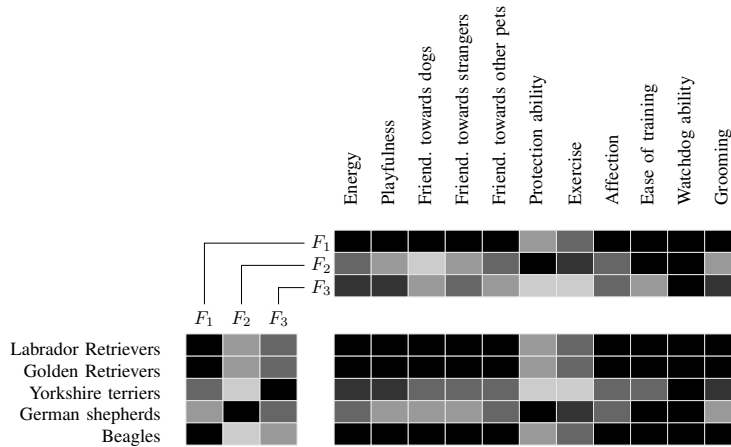 Energy
Playfulness
Friend. towards dogs
Friend. towards strangers
Friend. towards other pets
Protection ability
Exercise
Affection
Ease of training
Watchdog ability
Grooming
F₁
F₂
F₃
F₁ F₂ F₃
Labrador Retrievers
Golden Retrievers
Yorkshire terriers
German shepherds
Beagles